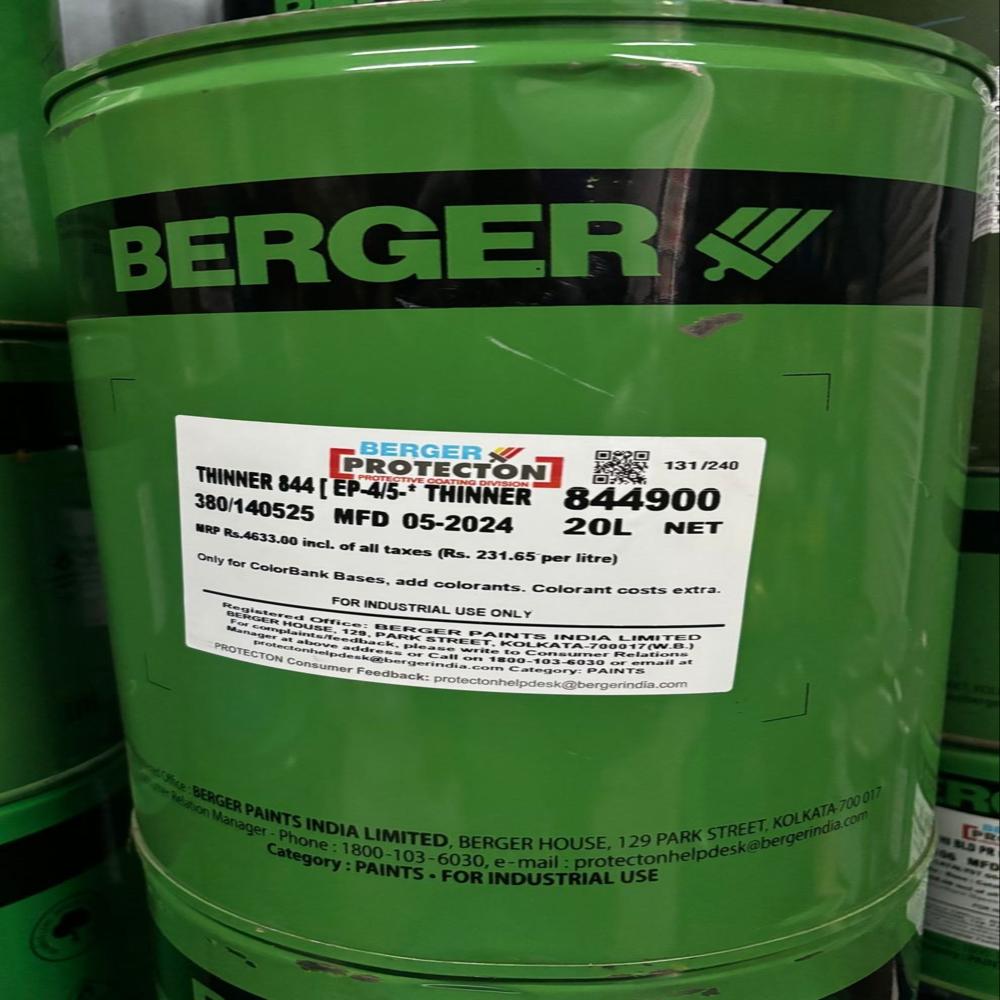 BERGER
BERGER
PROTECTON
PROTECTIVE COATING DIVISION
131/240
THINNER 844 [ EP-4/5-* THINNER 844900
380/140525 MFD 05-2024 20L NET
MRP Rs.4633.00 incl. of all taxes (Rs. 231.65 per litre)
Only for ColorBank Bases, add colorants. Colorant costs extra.
FOR INDUSTRIAL USE ONLY
Registered Office: BERGER PAINTS INDIA LIMITED
BERGER HOUSE, 129, PARK STREET, KOLKATA-700017(W.B.)
For complaints/feedback, please write to Consumer Relations
Manager at above address or Call on 1800-103-6030 or email at
protectonhelpdesk@bergerindia.com Category: PAINTS
PROTECTON Consumer Feedback: protectonhelpdesk@bergerindia.com
Office : BERGER PAINTS INDIA LIMITED, BERGER HOUSE, 129 PARK STREET, KOLKATA-700 017
Relation Manager - Phone : 1800-103-6030, e-mail : protectonhelpdesk@bergerindia.com
Category : PAINTS • FOR INDUSTRIAL USE